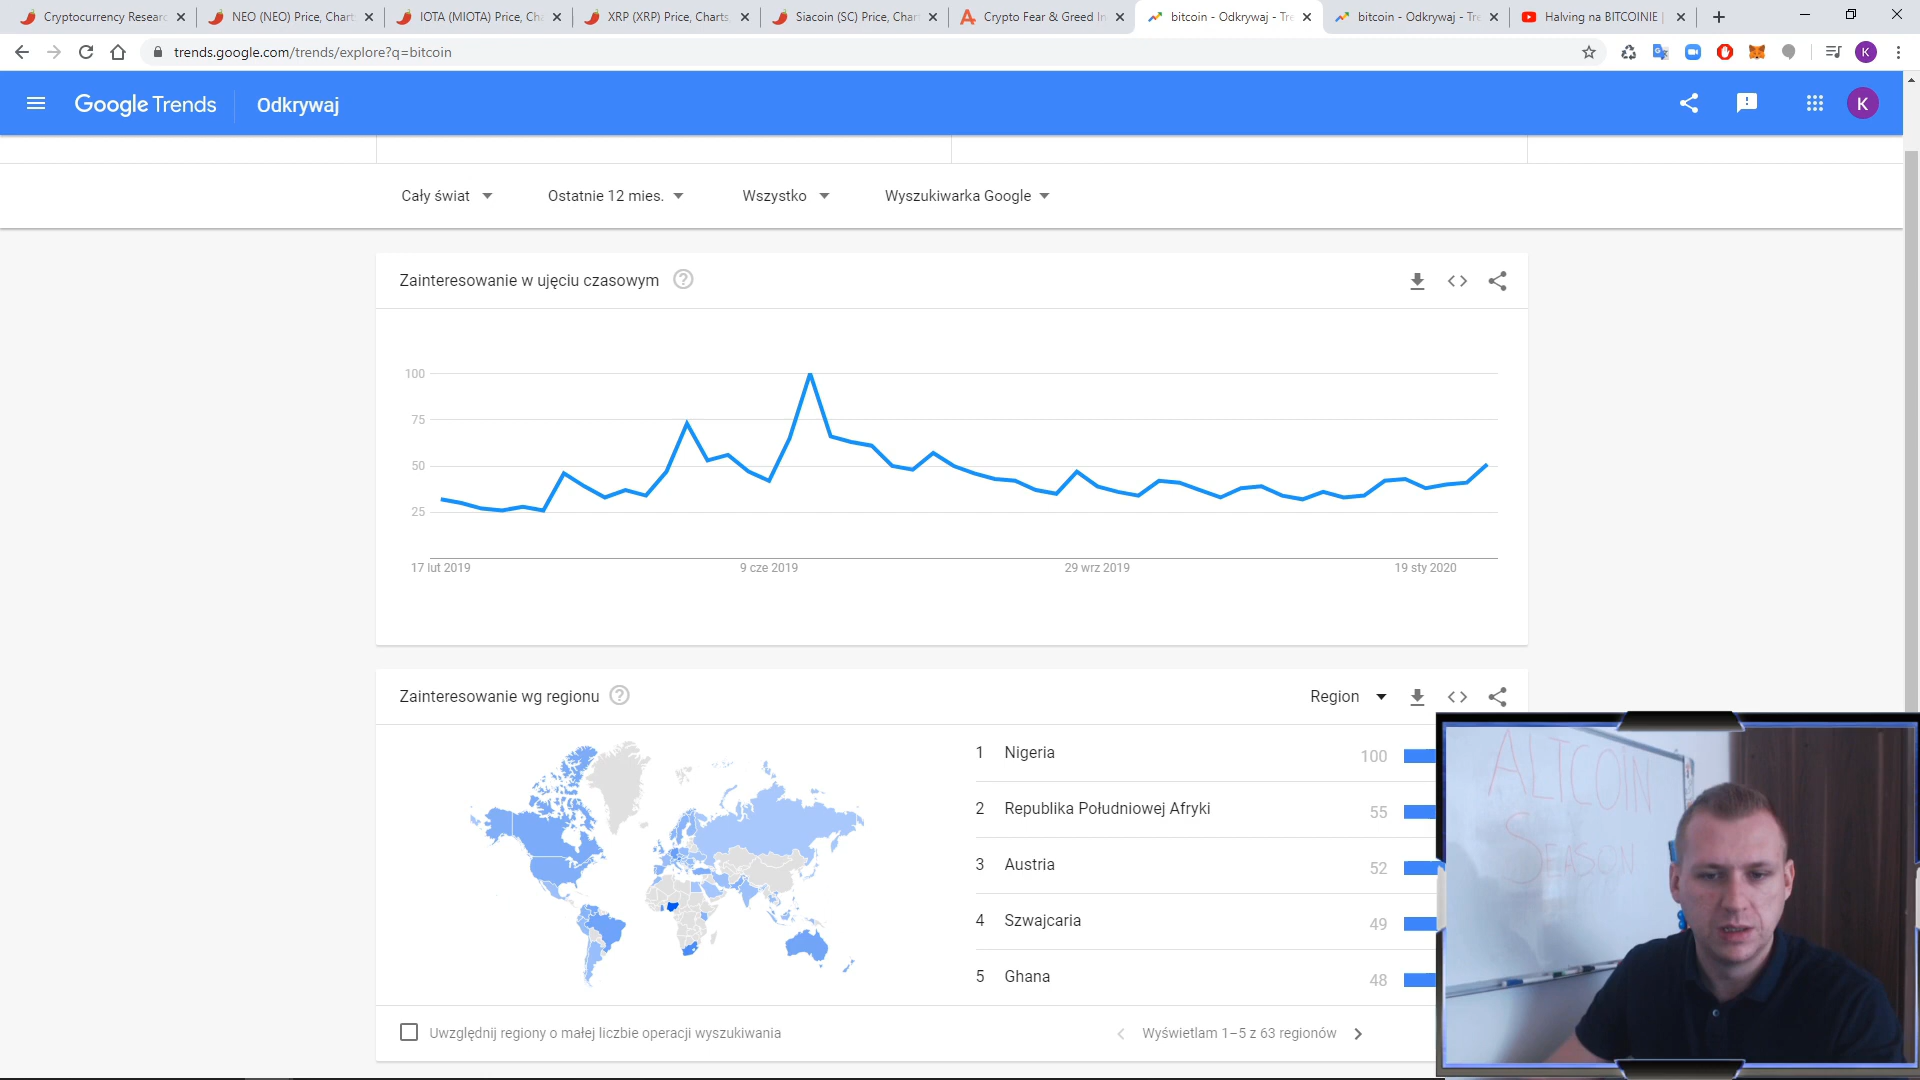 Cryptocurrency Resear
NEO (NEO) Price, Chart
IOTA (MIOTA) Price, Ch
XRP (XRP) Price, Charts,
Siacoin (SC) Price, Char
Crypto Fear & Greed In
bitcoin - Odkrywaj - Tre
bitcoin - Odkrywaj - Tre
Halving na BITCOINIE |
trends.google.com/trends/explore?q=bitcoin
K
Google Trends
Odkrywaj
K
Cały świat
Ostatnie 12 mies.
Wszystko
Wyszukiwarka Google
Zainteresowanie w ujęciu czasowym
100
75
50
25
17 lut 2019
9 cze 2019
29 wrz 2019
19 sty 2020
Zainteresowanie wg regionu
Region
1 Nigeria 100
2 Republika Południowej Afryki 55
3 Austria 52
4 Szwajcaria 49
5 Ghana 48
Uwzględnij regiony o małej liczbie operacji wyszukiwania
Wyświetlam 1–5 z 63 regionów
ALTCOIN
SEASON